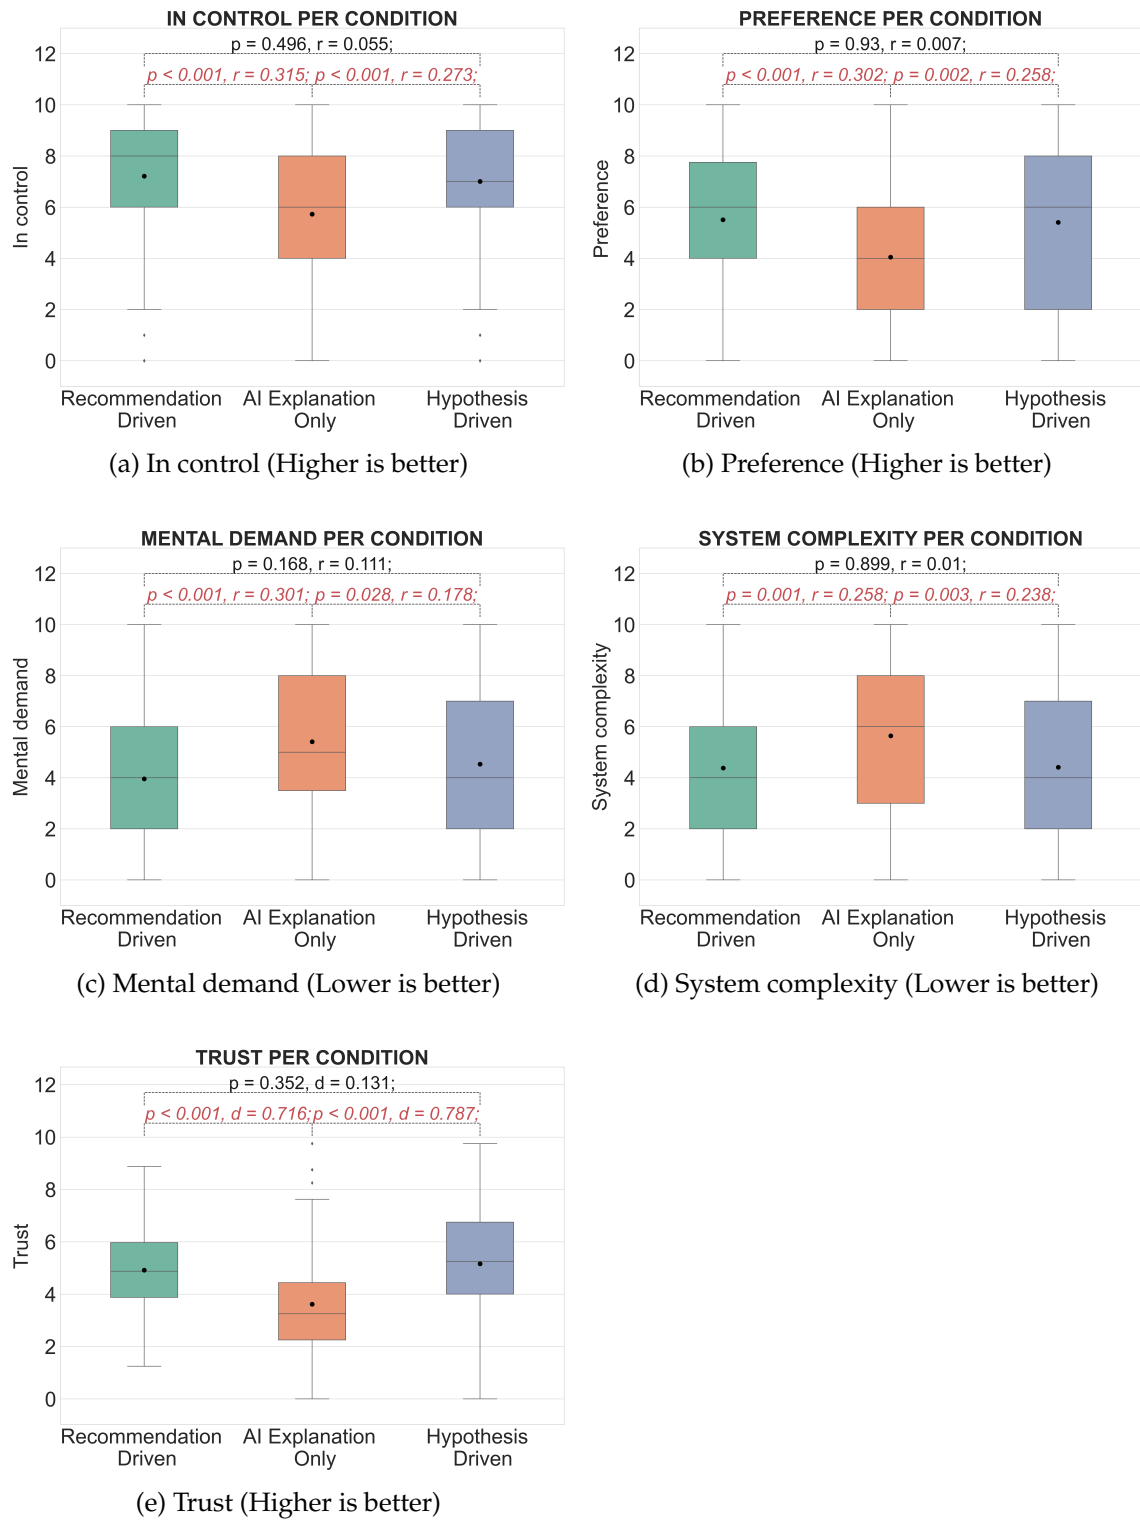 IN CONTROL PER CONDITION
p = 0.496, r = 0.055;
p < 0.001, r = 0.315; p < 0.001, r = 0.273;
12
10
8
6
4
2
0
In control
Recommendation Driven
AI Explanation Only
Hypothesis Driven
(a) In control (Higher is better)
PREFERENCE PER CONDITION
p = 0.93, r = 0.007;
p < 0.001, r = 0.302; p = 0.002, r = 0.258;
12
10
8
6
4
2
0
Preference
Recommendation Driven
AI Explanation Only
Hypothesis Driven
(b) Preference (Higher is better)
MENTAL DEMAND PER CONDITION
p = 0.168, r = 0.111;
p < 0.001, r = 0.301; p = 0.028, r = 0.178;
12
10
8
6
4
2
0
Mental demand
Recommendation Driven
AI Explanation Only
Hypothesis Driven
(c) Mental demand (Lower is better)
SYSTEM COMPLEXITY PER CONDITION
p = 0.899, r = 0.01;
p = 0.001, r = 0.258; p = 0.003, r = 0.238;
12
10
8
6
4
2
0
System complexity
Recommendation Driven
AI Explanation Only
Hypothesis Driven
(d) System complexity (Lower is better)
TRUST PER CONDITION
p = 0.352, d = 0.131;
p < 0.001, d = 0.716; p < 0.001, d = 0.787;
12
10
8
6
4
2
0
Trust
Recommendation Driven
AI Explanation Only
Hypothesis Driven
(e) Trust (Higher is better)